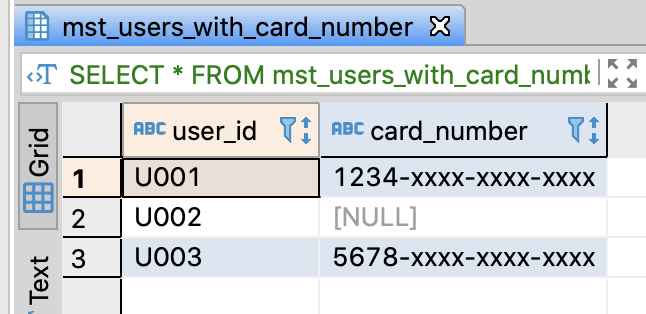 mst_users_with_card_number
SELECT * FROM mst_users_with_card_numb
Grid
Text
ABC user_id ABC card_number
1 U001 1234-xxxx-xxxx-xxxx
2 U002 [NULL]
3 U003 5678-xxxx-xxxx-xxxx